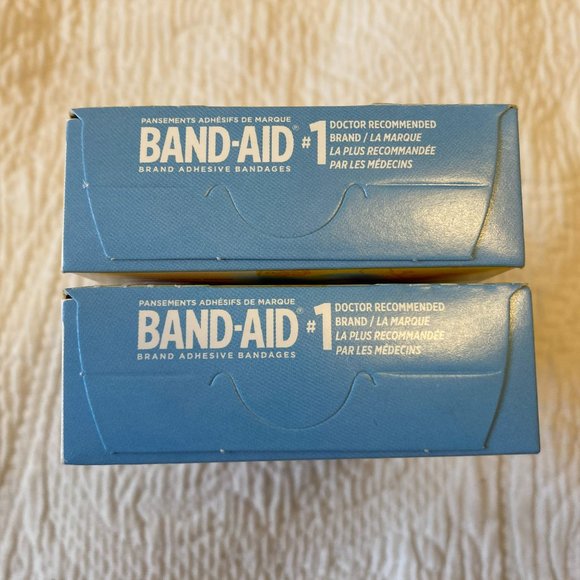 PANSEMENTS ADHÉSIFS DE MARQUE
BAND-AID®
BRAND ADHESIVE BANDAGES
#1 DOCTOR RECOMMENDED
BRAND / LA MARQUE
LA PLUS RECOMMANDÉE
PAR LES MÉDECINS
PANSEMENTS ADHÉSIFS DE MARQUE
BAND-AID®
BRAND ADHESIVE BANDAGES
#1 DOCTOR RECOMMENDED
BRAND / LA MARQUE
LA PLUS RECOMMANDÉE
PAR LES MÉDECINS